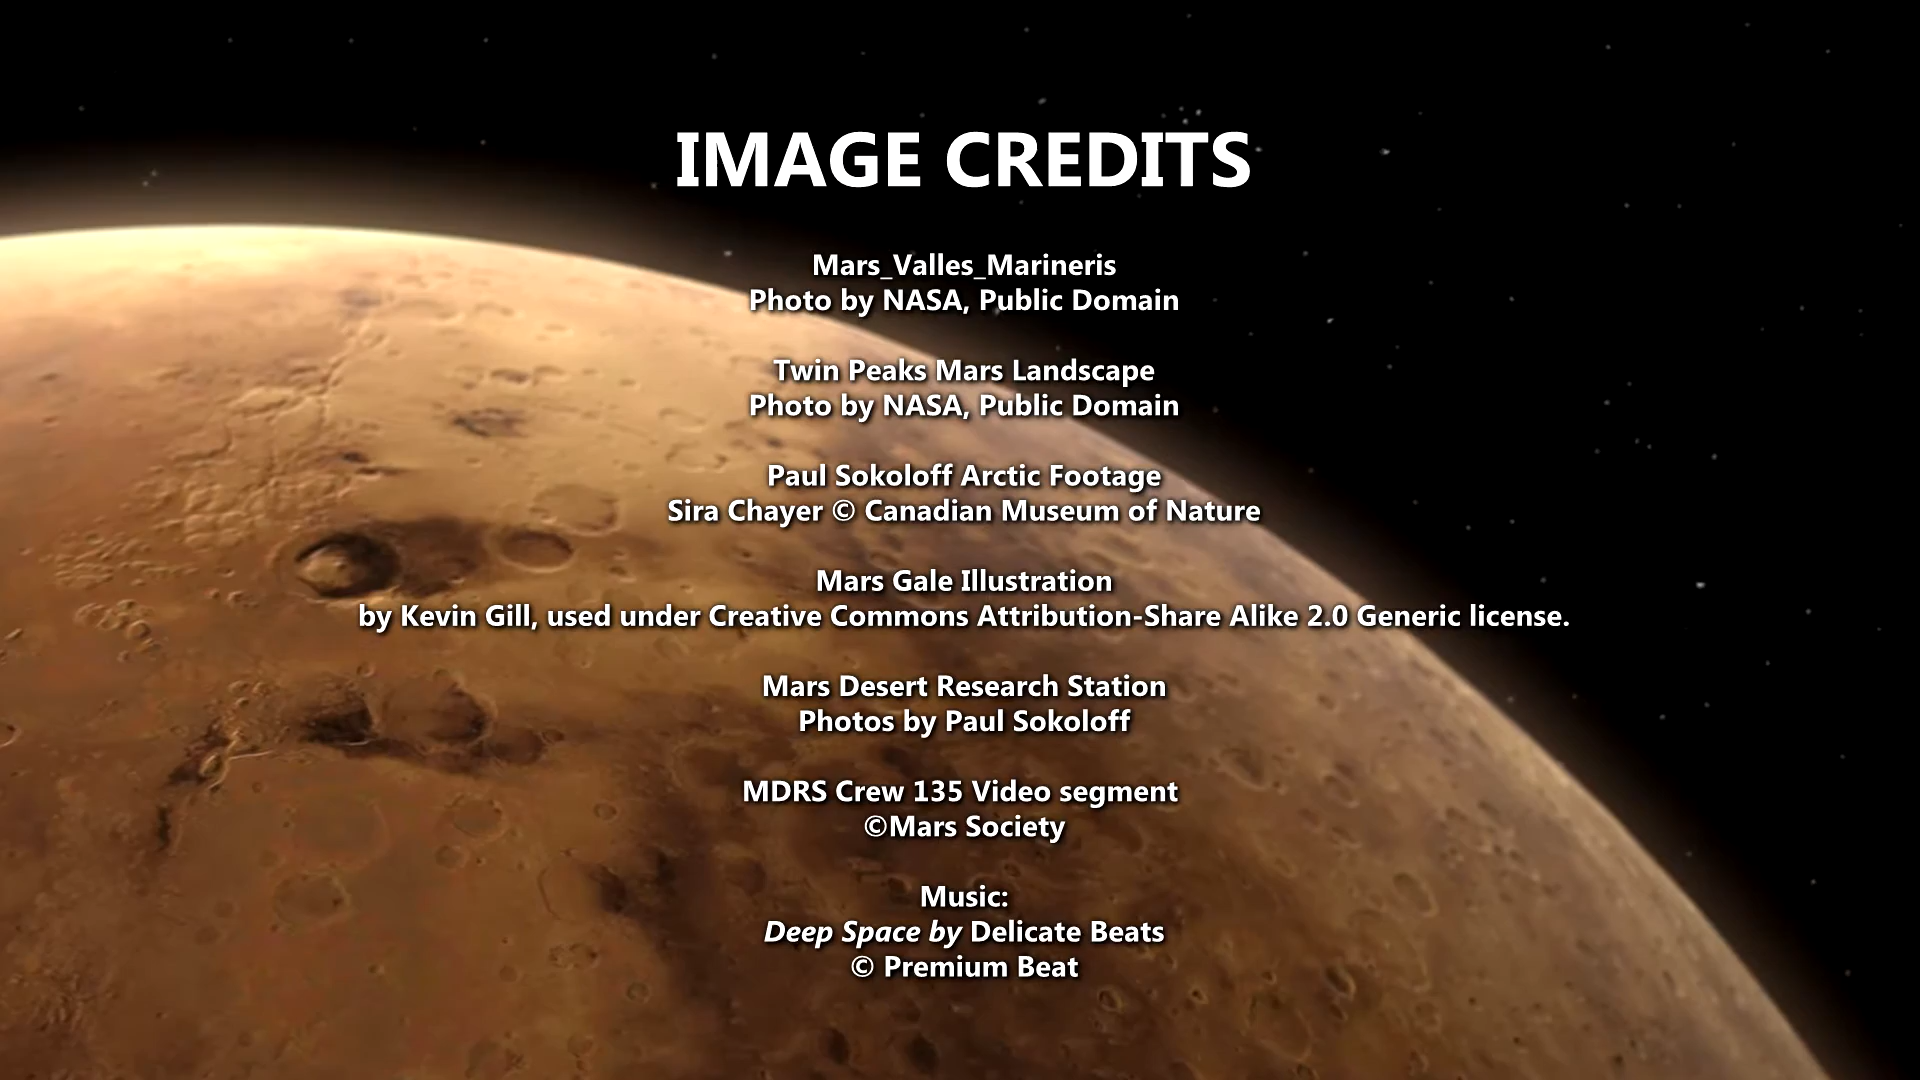 IMAGE CREDITS
Mars_Valles_Marineris
Photo by NASA, Public Domain
Twin Peaks Mars Landscape
Photo by NASA, Public Domain
Paul Sokoloff Arctic Footage
Sira Chayer © Canadian Museum of Nature
Mars Gale Illustration
by Kevin Gill, used under Creative Commons Attribution-Share Alike 2.0 Generic license.
Mars Desert Research Station
Photos by Paul Sokoloff
MDRS Crew 135 Video segment
©Mars Society
Music:
Deep Space by Delicate Beats
© Premium Beat